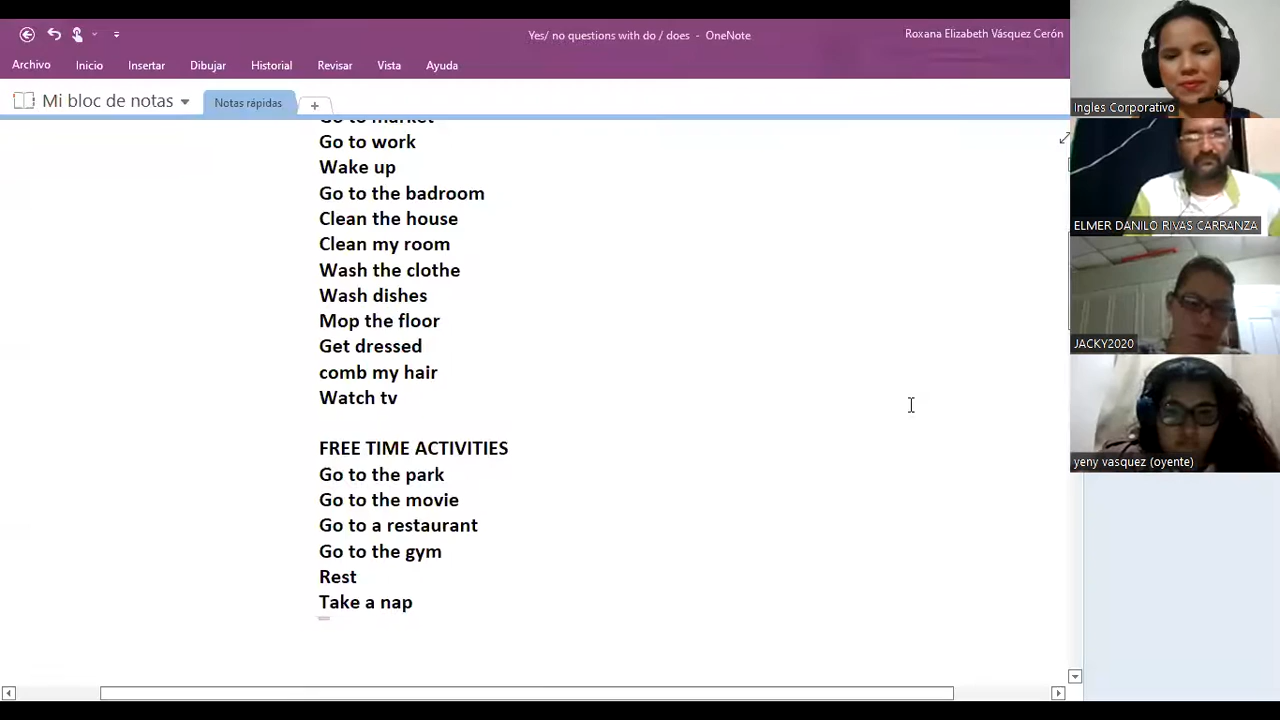 Yes/ no questions with do / does - OneNote
Roxana Elizabeth Vásquez Cerón
Archivo Inicio Insertar Dibujar Historial Revisar Vista Ayuda
Mi bloc de notas
Notas rápidas
Go to market
Go to work
Wake up
Go to the badroom
Clean the house
Clean my room
Wash the clothe
Wash dishes
Mop the floor
Get dressed
comb my hair
Watch tv
FREE TIME ACTIVITIES
Go to the park
Go to the movie
Go to a restaurant
Go to the gym
Rest
Take a nap
Ingles Corporativo
ELMER DANILO RIVAS CARRANZA
JACKY2020
yeny vasquez (oyente)